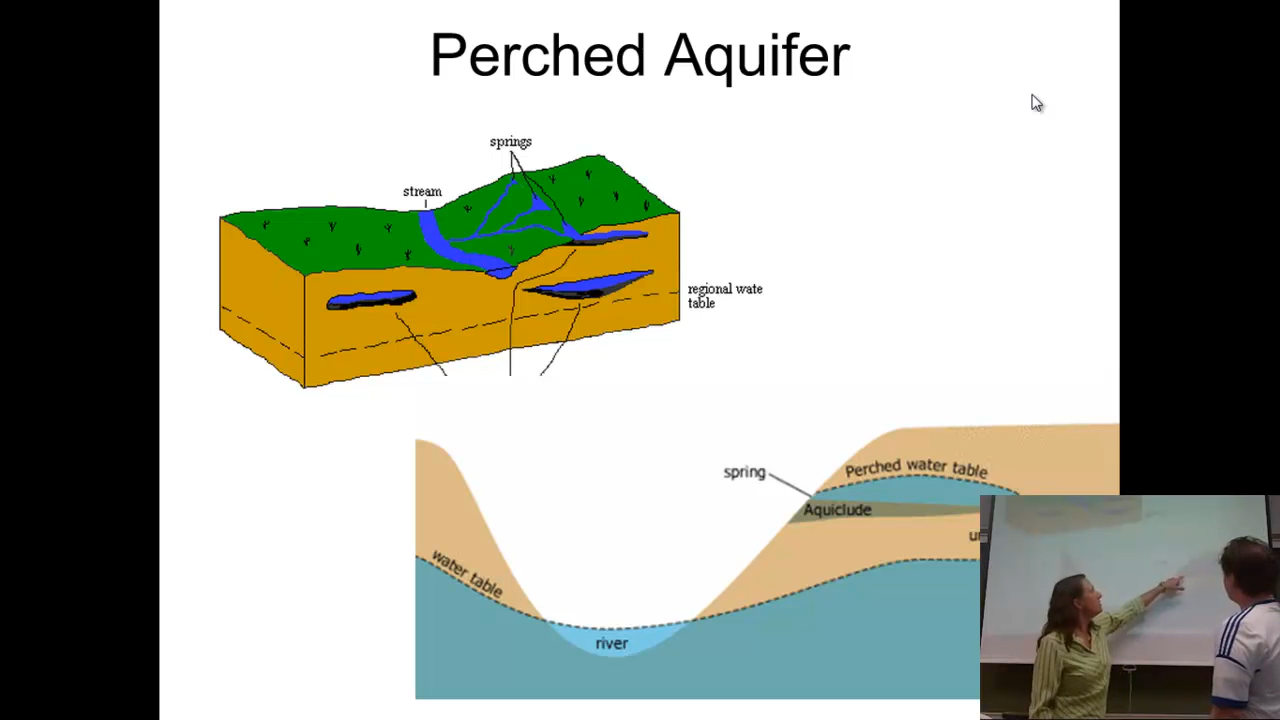 Perched Aquifer
springs
stream
regional wate
table
spring
Perched water table
Aquiclude
water table
river